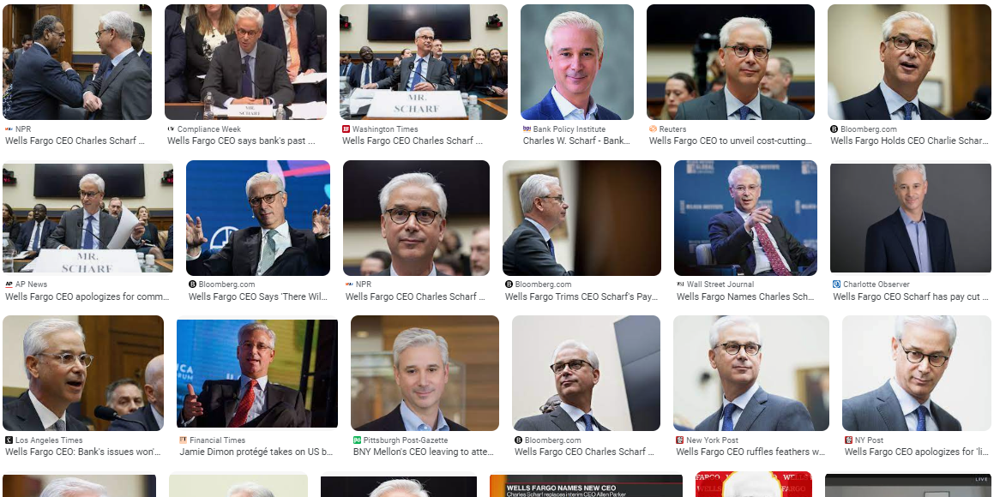 MR.
SCHARF
MR.
SCHARF
NPR
Compliance Week
Washington Times
Bank Policy Institute
Reuters
Bloomberg.com
Wells Fargo CEO Charles Scharf ...
Wells Fargo CEO says bank's past ...
Wells Fargo CEO Charles Scharf ...
Charles W. Scharf - Bank...
Wells Fargo CEO to unveil cost-cutting...
Wells Fargo Holds CEO Charlie Schar...
MR.
SCHARF
AP AP News
Bloomberg.com
NPR
Bloomberg.com
WSJ Wall Street Journal
Charlotte Observer
Wells Fargo CEO apologizes for comm...
Wells Fargo CEO Says 'There Wil...
Wells Fargo CEO Charles Scharf ...
Wells Fargo Trims CEO Scharf's Pay...
Wells Fargo Names Charles Sch...
Wells Fargo CEO Scharf has pay cut ...
Los Angeles Times
Financial Times
Pittsburgh Post-Gazette
Bloomberg.com
New York Post
NY Post
Wells Fargo CEO: Bank's issues won'...
Jamie Dimon protégé takes on US b...
BNY Mellon's CEO leaving to atte...
Wells Fargo CEO Charles Scharf ...
Wells Fargo CEO ruffles feathers w...
Wells Fargo CEO apologizes for 'li...
WELLS FARGO NAMES NEW CEO
Charles Scharf replaces interim CEO Allen Parker
FARGO
WELLS
FARGO
LIVE